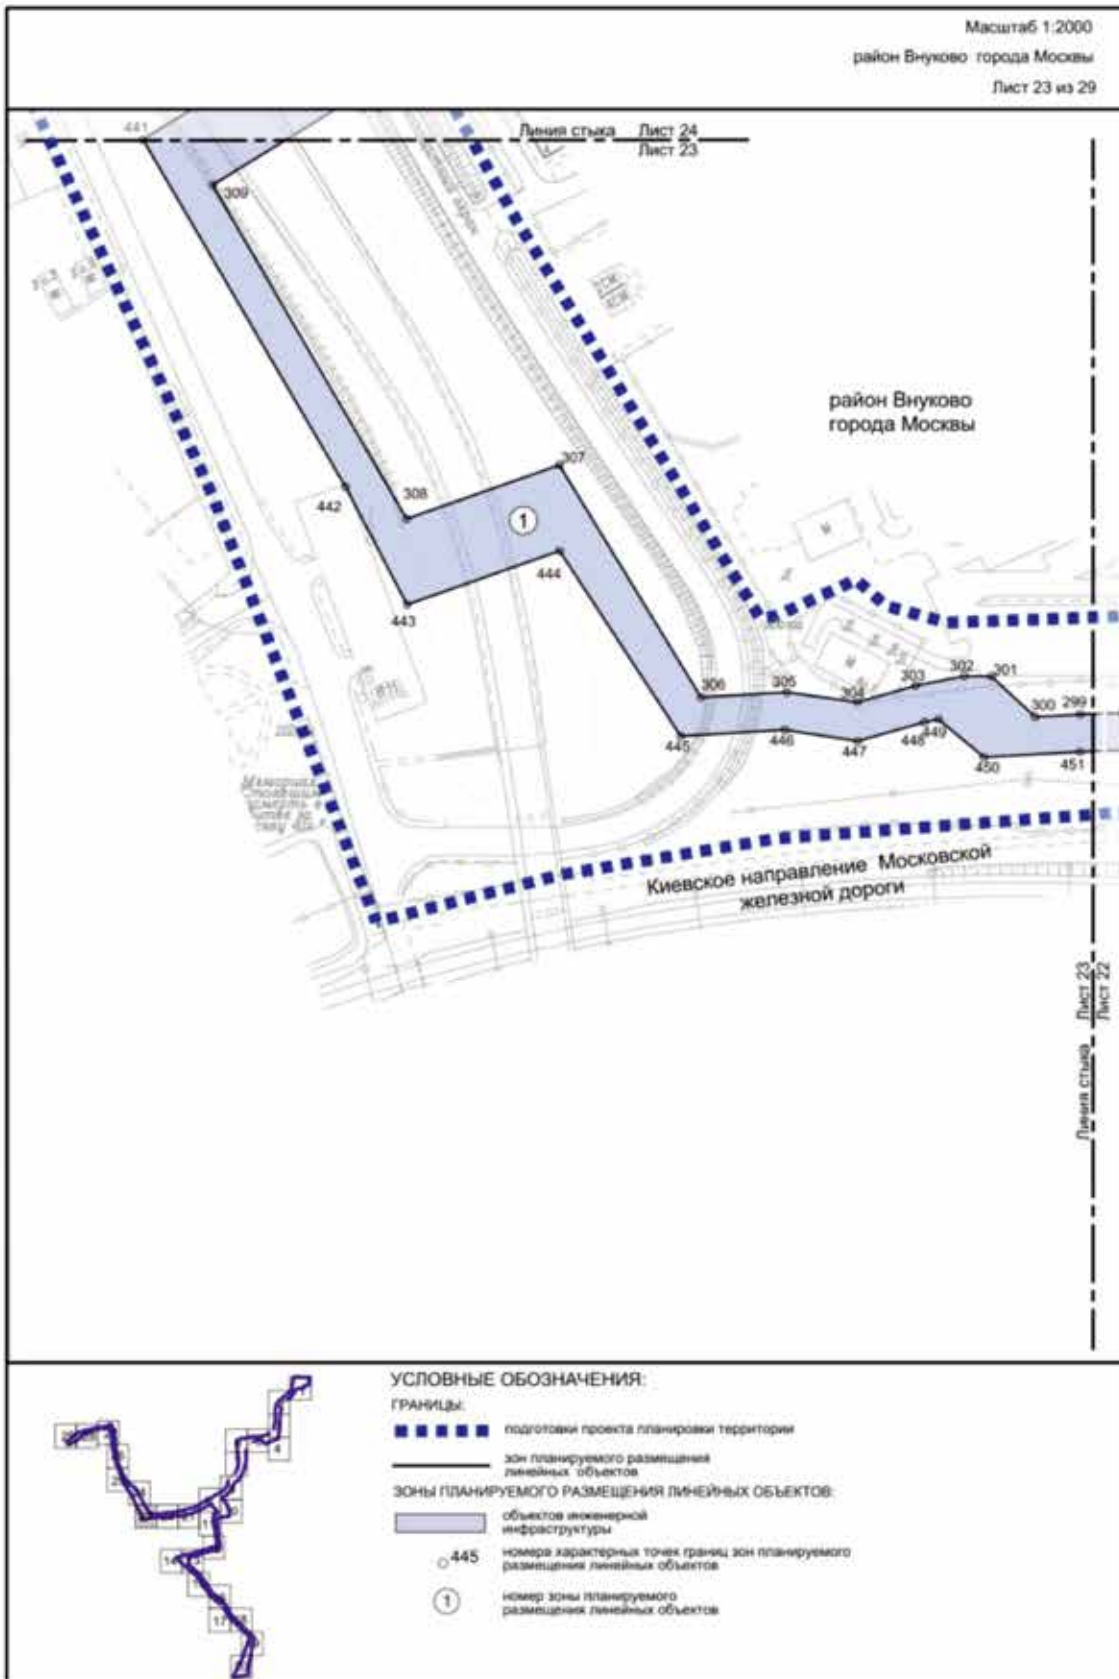 Масштаб 1:2000
район Внуково города Москвы
Лист 23 из 29
441
Линия стыка Лист 24
Лист 23
309
район Внуково
города Москвы
307
308
442
1
444
443
306
305
304
303
302
301
300
299
445
446
447
448
449
450
451
Мемориал
Киевское направление Московской
железной дороги
Линия стыка Лист 23
Лист 22
УСЛОВНЫЕ ОБОЗНАЧЕНИЯ:
ГРАНИЦЫ:
подготовки проекта планировки территории
зон планируемого размещения
линейных объектов
ЗОНЫ ПЛАНИРУЕМОГО РАЗМЕЩЕНИЯ ЛИНЕЙНЫХ ОБЪЕКТОВ:
объектов инженерной
инфраструктуры
445
номера характерных точек границ зон планируемого
размещения линейных объектов
1
номер зоны планируемого
размещения линейных объектов
4
14
17